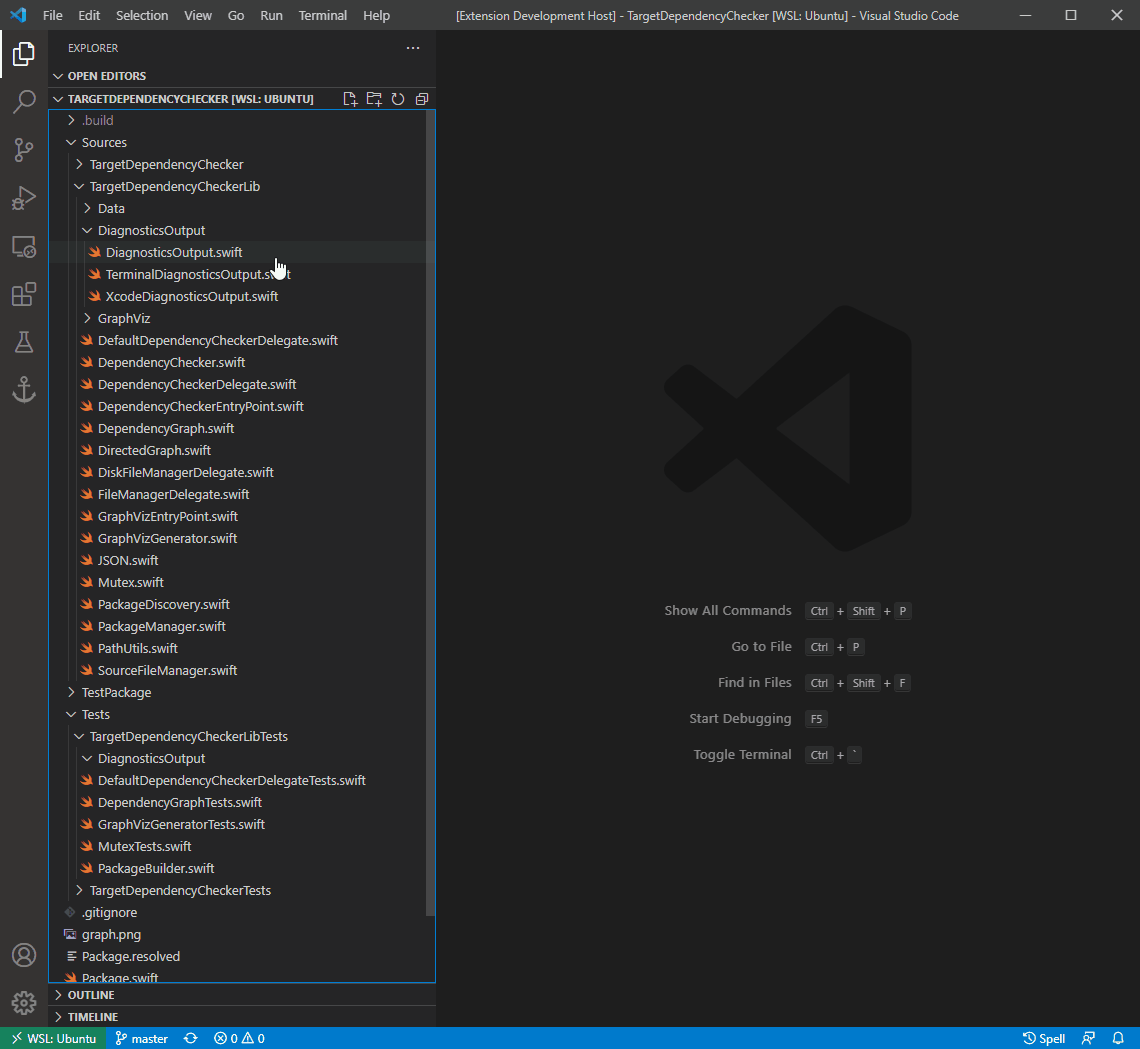 File Edit Selection View Go Run Terminal Help [Extension Development Host] - TargetDependencyChecker [WSL: Ubuntu] - Visual Studio Code
EXPLORER
OPEN EDITORS
TARGETDEPENDENCYCHECKER [WSL: UBUNTU]
.build
Sources
TargetDependencyChecker
TargetDependencyCheckerLib
Data
DiagnosticsOutput
DiagnosticsOutput.swift
TerminalDiagnosticsOutput.swift
XcodeDiagnosticsOutput.swift
GraphViz
DefaultDependencyCheckerDelegate.swift
DependencyChecker.swift
DependencyCheckerDelegate.swift
DependencyCheckerEntryPoint.swift
DependencyGraph.swift
DirectedGraph.swift
DiskFileManagerDelegate.swift
FileManagerDelegate.swift
GraphVizEntryPoint.swift
GraphVizGenerator.swift
JSON.swift
Mutex.swift
PackageDiscovery.swift
PackageManager.swift
PathUtils.swift
SourceFileManager.swift
TestPackage
Tests
TargetDependencyCheckerLibTests
DiagnosticsOutput
DefaultDependencyCheckerDelegateTests.swift
DependencyGraphTests.swift
GraphVizGeneratorTests.swift
MutexTests.swift
PackageBuilder.swift
TargetDependencyCheckerTests
.gitignore
graph.png
Package.resolved
Package.swift
OUTLINE
TIMELINE
Show All Commands Ctrl + Shift + P
Go to File Ctrl + P
Find in Files Ctrl + Shift + F
Start Debugging F5
Toggle Terminal Ctrl + `
WSL: Ubuntu master 0 0 Spell